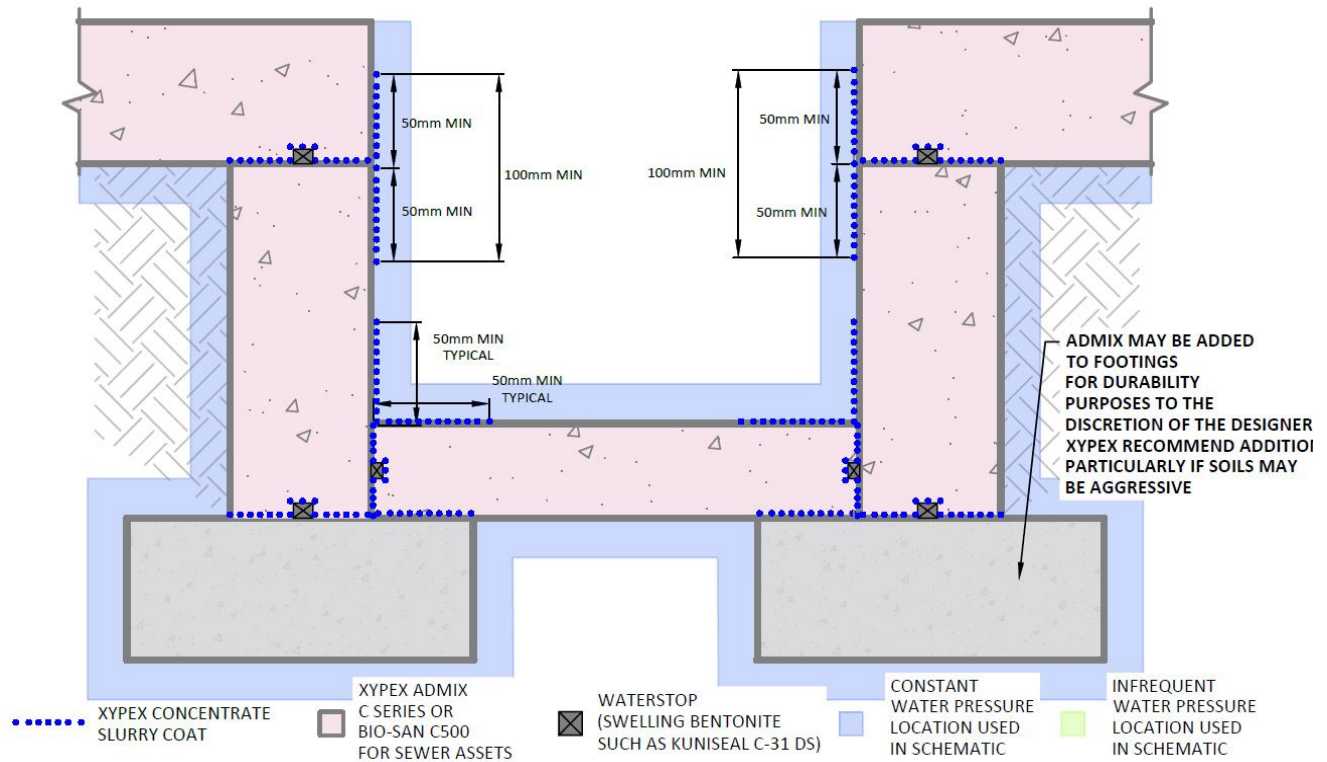 50mm MIN
50mm MIN
100mm MIN
100mm MIN
50mm MIN
50mm MIN
50mm MIN
TYPICAL
50mm MIN
TYPICAL
ADMIX MAY BE ADDED
TO FOOTINGS
FOR DURABILITY
PURPOSES TO THE
DISCRETION OF THE DESIGNER
XYPEX RECOMMEND ADDITIO
PARTICULARLY IF SOILS MAY
BE AGGRESSIVE
XYPEX CONCENTRATE
SLURRY COAT
XYPEX ADMIX
C SERIES OR
BIO-SAN C500
FOR SEWER ASSETS
WATERSTOP
(SWELLING BENTONITE
SUCH AS KUNISEAL C-31 DS)
CONSTANT
WATER PRESSURE
LOCATION USED
IN SCHEMATIC
INFREQUENT
WATER PRESSURE
LOCATION USED
IN SCHEMATIC